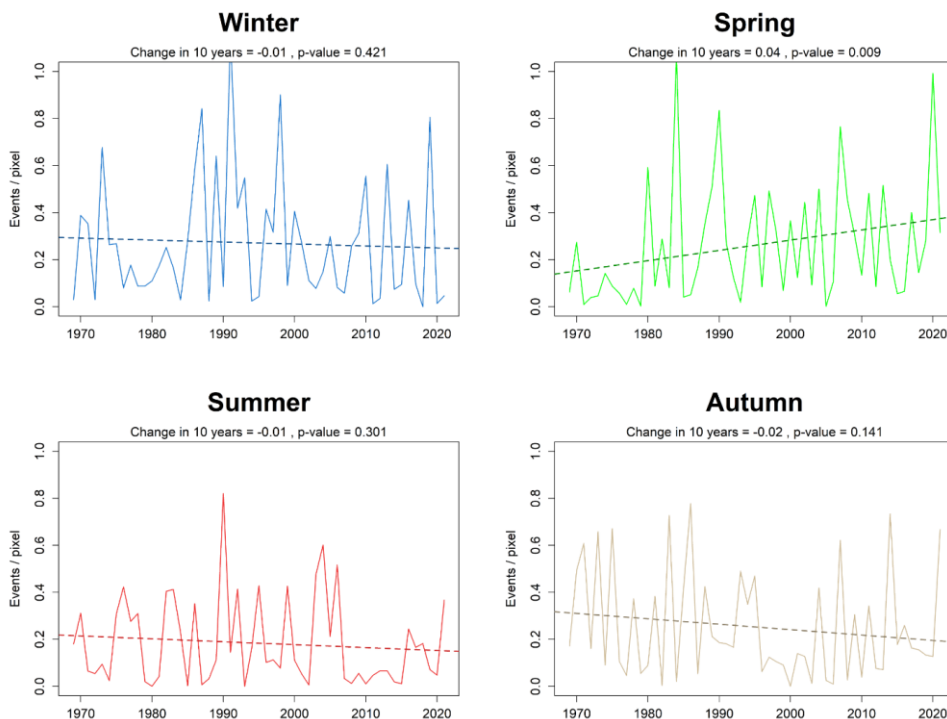 Winter
Change in 10 years = -0.01 , p-value = 0.421
Events / pixel
1.0
0.8
0.6
0.4
0.2
0.0
1970 1980 1990 2000 2010 2020
Spring
Change in 10 years = 0.04 , p-value = 0.009
Events / pixel
1.0
0.8
0.6
0.4
0.2
0.0
1970 1980 1990 2000 2010 2020
Summer
Change in 10 years = -0.01 , p-value = 0.301
Events / pixel
1.0
0.8
0.6
0.4
0.2
0.0
1970 1980 1990 2000 2010 2020
Autumn
Change in 10 years = -0.02 , p-value = 0.141
Events / pixel
1.0
0.8
0.6
0.4
0.2
0.0
1970 1980 1990 2000 2010 2020